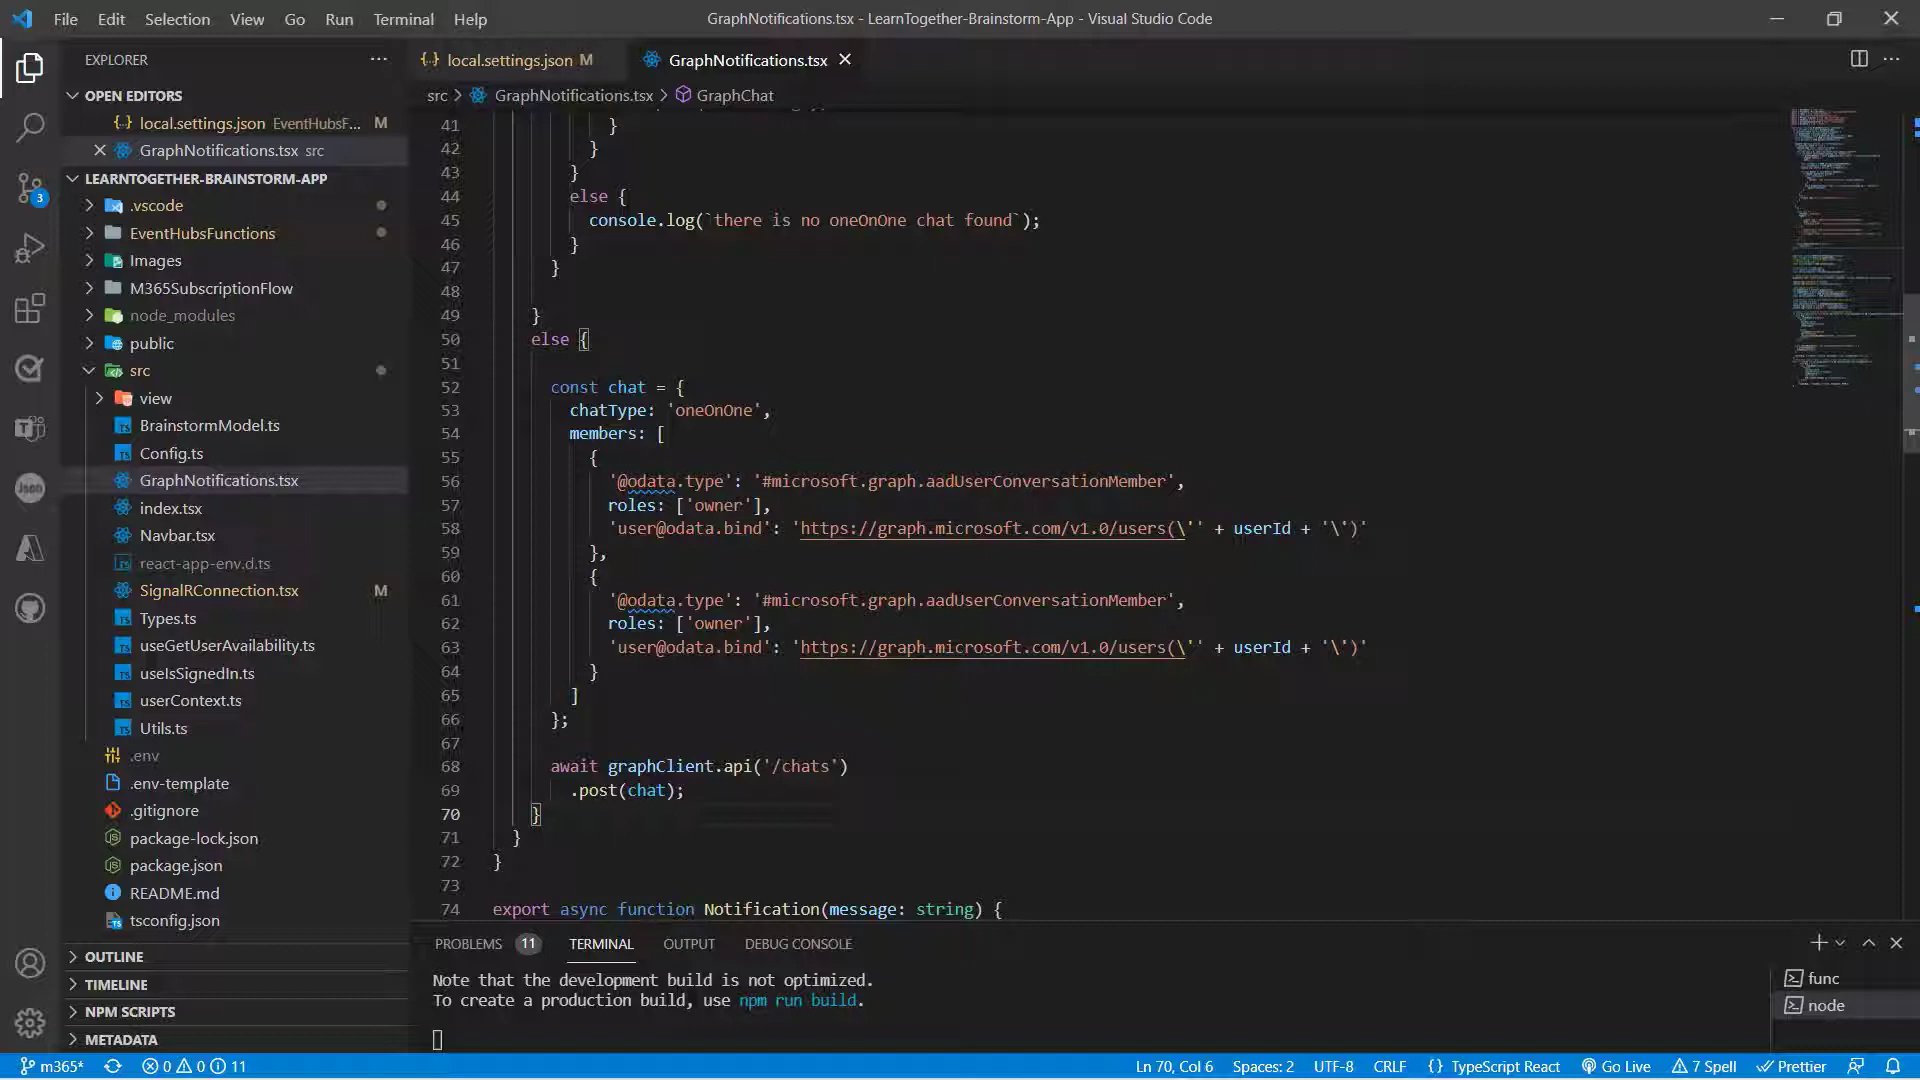 File Edit Selection View Go Run Terminal Help
GraphNotifications.tsx - LearnTogether-Brainstorm-App - Visual Studio Code
EXPLORER
OPEN EDITORS
local.settings.json EventHubsF... M
GraphNotifications.tsx src
LEARNTOGETHER-BRAINSTORM-APP
.vscode
EventHubsFunctions
Images
M365SubscriptionFlow
node_modules
public
src
view
BrainstormModel.ts
Config.ts
GraphNotifications.tsx
index.tsx
Navbar.tsx
react-app-env.d.ts
SignalRConnection.tsx M
Types.ts
useGetUserAvailability.ts
useIsSignedIn.ts
userContext.ts
Utils.ts
.env
.env-template
.gitignore
package-lock.json
package.json
README.md
tsconfig.json
OUTLINE
TIMELINE
NPM SCRIPTS
METADATA
3
Json
local.settings.json M
GraphNotifications.tsx
src > GraphNotifications.tsx > GraphChat
41 }
42 }
43 }
44 else {
45 console.log(`there is no oneOnOne chat found`);
46 }
47 }
48
49 }
50 else {
51
52 const chat = {
53 chatType: 'oneOnOne',
54 members: [
55 {
56 '@odata.type': '#microsoft.graph.aadUserConversationMember',
57 roles: ['owner'],
58 'user@odata.bind': 'https://graph.microsoft.com/v1.0/users(\'' + userId + '\')'
59 },
60 {
61 '@odata.type': '#microsoft.graph.aadUserConversationMember',
62 roles: ['owner'],
63 'user@odata.bind': 'https://graph.microsoft.com/v1.0/users(\'' + userId + '\')'
64 }
65 ]
66 };
67
68 await graphClient.api('/chats')
69 .post(chat);
70 }
71 }
72 }
73
74 export async function Notification(message: string) {
PROBLEMS 11 TERMINAL OUTPUT DEBUG CONSOLE
Note that the development build is not optimized.
To create a production build, use npm run build.
func
node
m365* 0 0 11
Ln 70, Col 6 Spaces: 2 UTF-8 CRLF {} TypeScript React Go Live 7 Spell Prettier